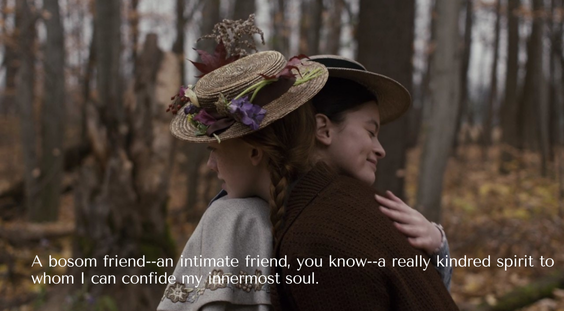 A bosom friend--an intimate friend, you know--a really kindred spirit to
whom I can confide my innermost soul.